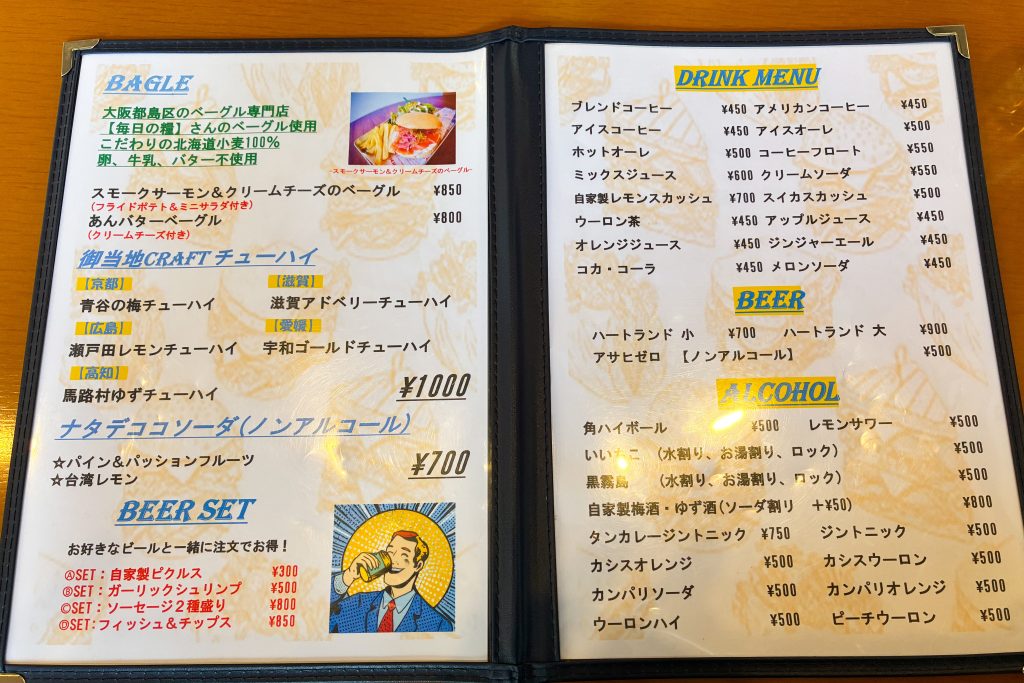 BAGLE
大阪都島区のベーグル専門店
【毎日の糧】さんのベーグル使用
こだわりの北海道小麦100%
卵、牛乳、バター不使用
-スモークサーモン&クリームチーズのベーグル-
スモークサーモン&クリームチーズのベーグル ¥850
(フライドポテト&ミニサラダ付き)
あんバターベーグル ¥800
(クリームチーズ付き)
御当地CRAFT チューハイ
【京都】 【滋賀】
青谷の梅チューハイ 滋賀アドベリーチューハイ
【広島】 【愛媛】
瀬戸田レモンチューハイ 宇和ゴールドチューハイ
【高知】
馬路村ゆずチューハイ ¥1000
ナタデココソーダ(ノンアルコール)
☆パイン&パッションフルーツ ¥700
☆台湾レモン
BEER SET
お好きなビールと一緒に注文でお得!
ⒶSET:自家製ピクルス ¥300
ⒷSET:ガーリックシュリンプ ¥500
ⒸSET:ソーセージ2種盛り ¥800
ⒹSET:フィッシュ&チップス ¥850
DRINK MENU
ブレンドコーヒー ¥450 アメリカンコーヒー ¥450
アイスコーヒー ¥450 アイスオーレ ¥500
ホットオーレ ¥500 コーヒーフロート ¥550
ミックスジュース ¥600 クリームソーダ ¥550
自家製レモンスカッシュ ¥700 スイカスカッシュ ¥500
ウーロン茶 ¥450 アップルジュース ¥450
オレンジジュース ¥450 ジンジャーエール ¥450
コカ・コーラ ¥450 メロンソーダ ¥450
BEER
ハートランド 小 ¥700 ハートランド 大 ¥900
アサヒゼロ 【ノンアルコール】 ¥500
ALCOHOL
角ハイボール ¥500 レモンサワー ¥500
いいちこ (水割り、お湯割り、ロック) ¥500
黒霧島 (水割り、お湯割り、ロック) ¥500
自家製梅酒・ゆず酒(ソーダ割リ +¥50) ¥800
タンカレージントニック ¥750 ジントニック ¥500
カシスオレンジ ¥500 カシスウーロン ¥500
カンパリソーダ ¥500 カンパリオレンジ ¥500
ウーロンハイ ¥500 ピーチウーロン ¥500